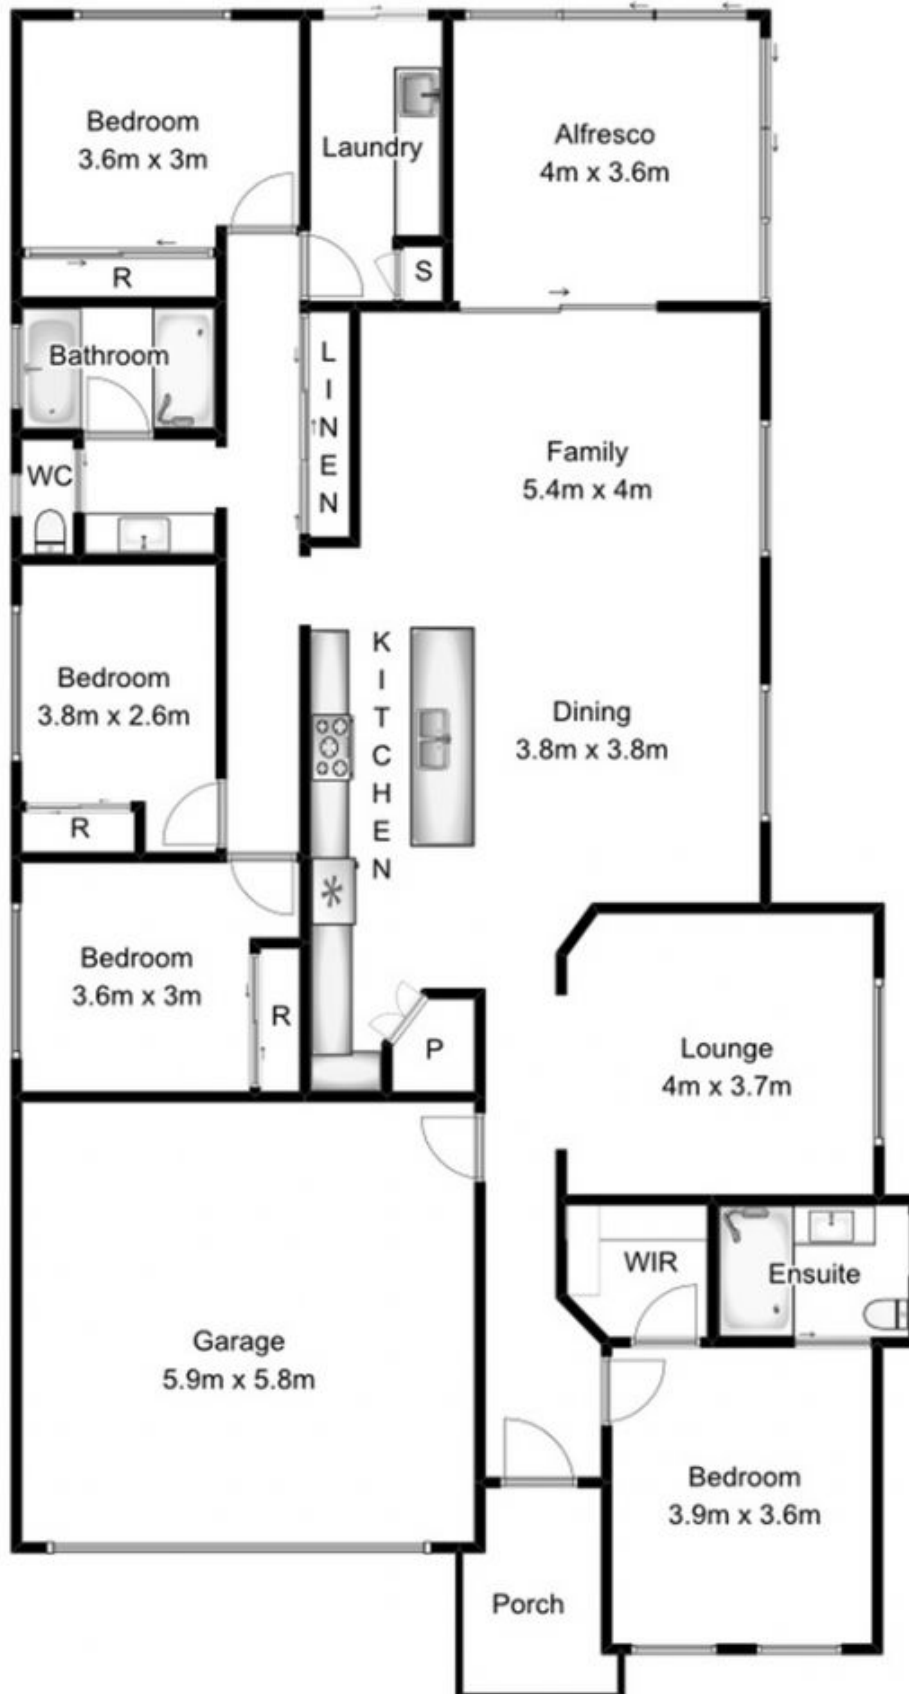 Bedroom
3.6m x 3m
Laundry
Alfresco
4m x 3.6m
R
S
Bathroom
LINEN
WC
Family
5.4m x 4m
Bedroom
3.8m x 2.6m
KITCHEN
Dining
3.8m x 3.8m
R
Bedroom
3.6m x 3m
R
P
Lounge
4m x 3.7m
WIR
Ensuite
Garage
5.9m x 5.8m
Bedroom
3.9m x 3.6m
Porch